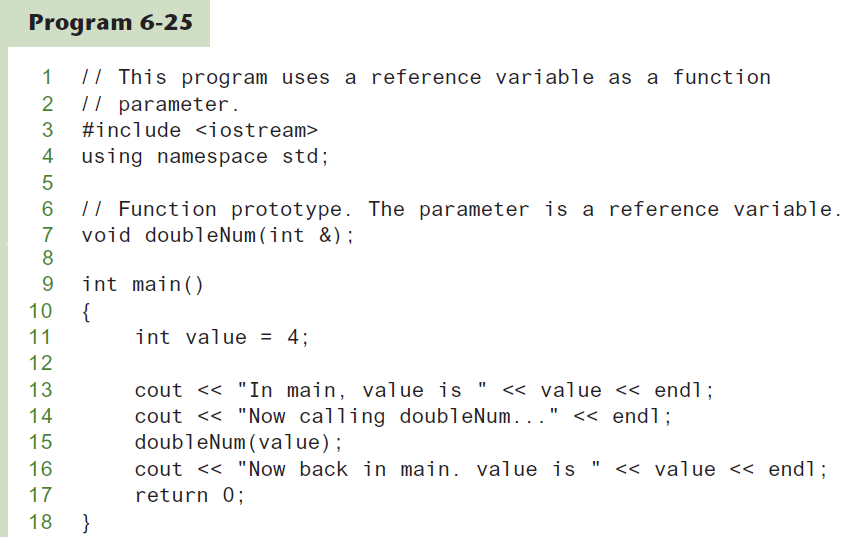 Program 6-25
1 // This program uses a reference variable as a function
2 // parameter.
3 #include <iostream>
4 using namespace std;
5
6 // Function prototype. The parameter is a reference variable.
7 void doubleNum(int &);
8
9 int main()
10 {
11 int value = 4;
12
13 cout << "In main, value is " << value << endl;
14 cout << "Now calling doubleNum..." << endl;
15 doubleNum(value);
16 cout << "Now back in main. value is " << value << endl;
17 return 0;
18 }